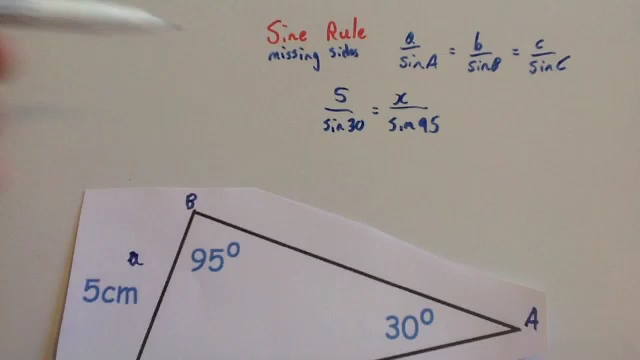 Sine Rule
missing sides
a/sinA = b/sinB = c/sinC
5/sin30 = x/sin95
B
a
95°
5cm
30°
A